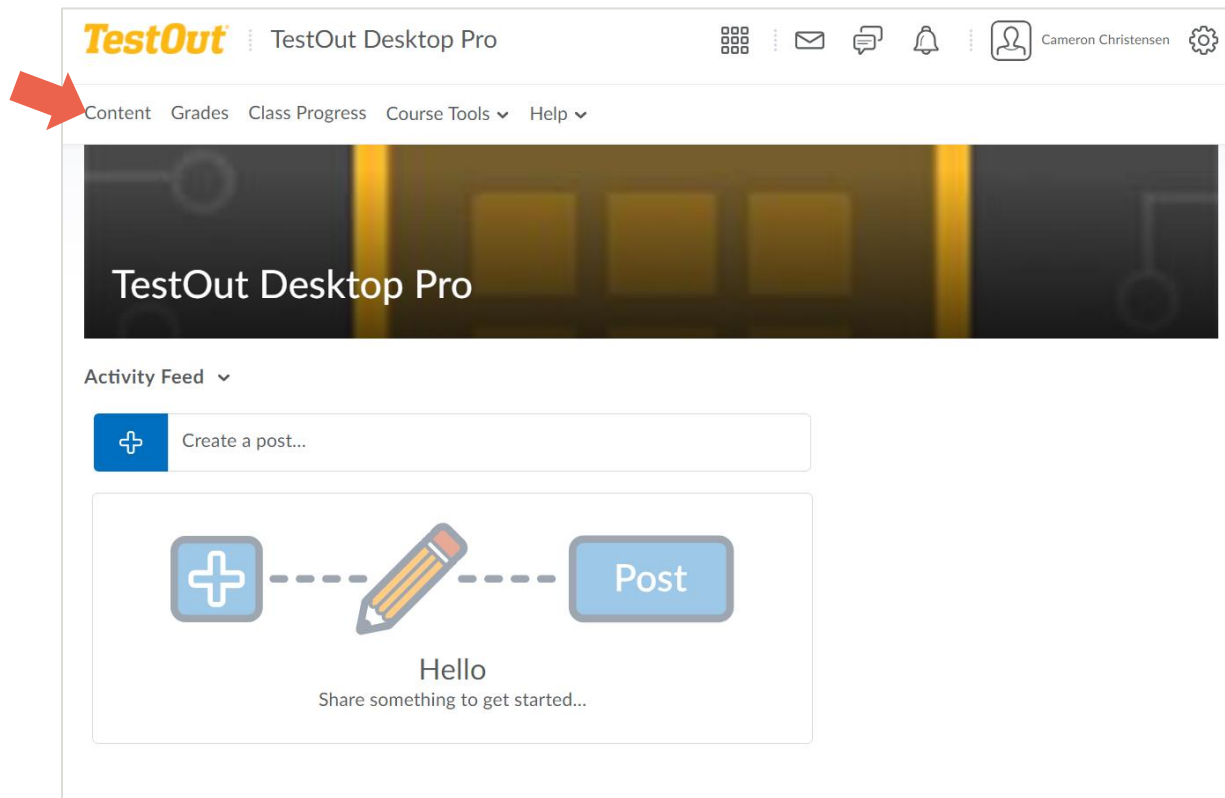 TestOut TestOut Desktop Pro Cameron Christensen
Content Grades Class Progress Course Tools Help
TestOut Desktop Pro
Activity Feed
Create a post...
Post
Hello
Share something to get started...